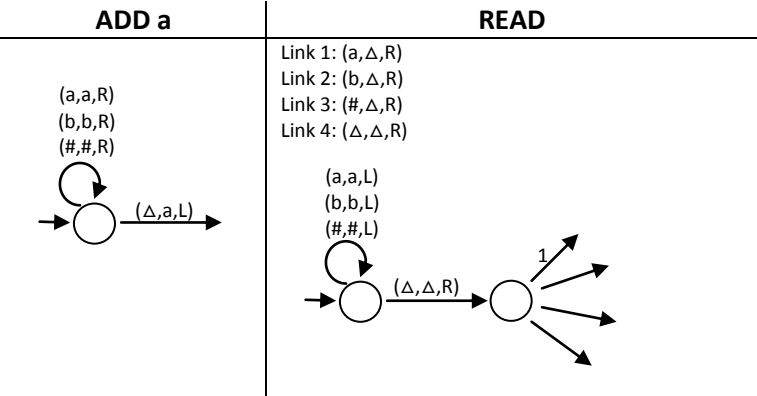 ADD a
READ
(a,a,R)
(b,b,R)
(#,#,R)
(△,a,L)
Link 1: (a,△,R)
Link 2: (b,△,R)
Link 3: (#,△,R)
Link 4: (△,△,R)
(a,a,L)
(b,b,L)
(#,#,L)
(△,△,R)
1